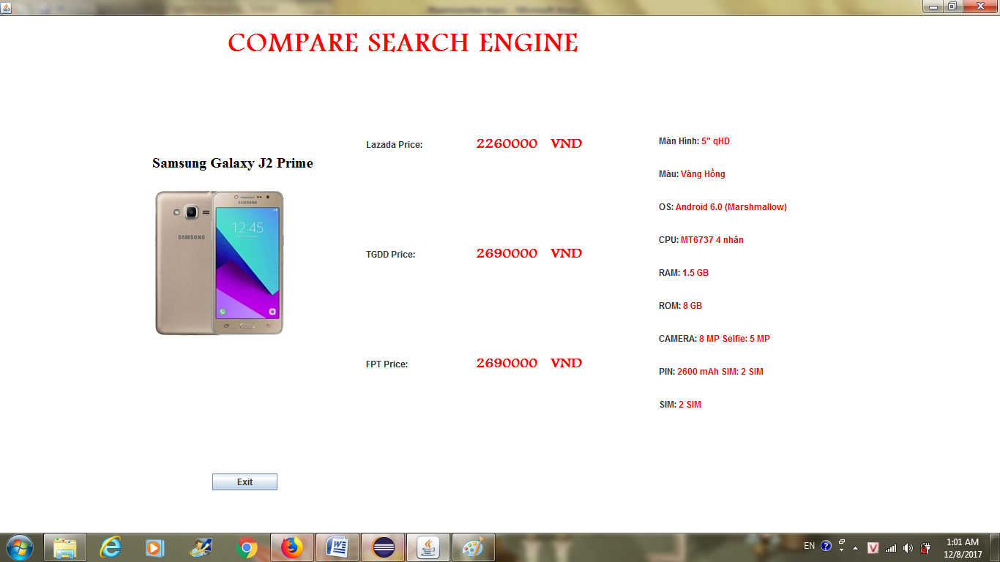 COMPARE SEARCH ENGINE
Samsung Galaxy J2 Prime
SAMSUNG
SAMSUNG
12:45
Lazada Price: 2260000 VND
TGDD Price: 2690000 VND
FPT Price: 2690000 VND
Màn Hình: 5" qHD
Màu: Vàng Hồng
OS: Android 6.0 (Marshmallow)
CPU: MT6737 4 nhân
RAM: 1.5 GB
ROM: 8 GB
CAMERA: 8 MP Selfie: 5 MP
PIN: 2600 mAh SIM: 2 SIM
SIM: 2 SIM
Exit
EN
1:01 AM
12/8/2017